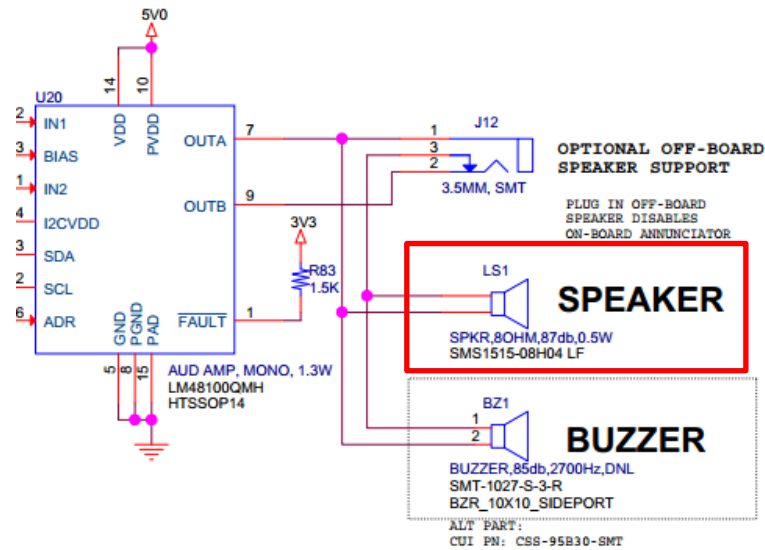 5V0
U20
14
10
2
IN1
VDD
PVDD
OUTA
7
3
BIAS
1
IN2
OUTB
9
4
I2CVDD
3
SDA
2
SCL
6
ADR
GND
PGND
PAD
FAULT
1
5
8
15
AUD AMP, MONO, 1.3W
LM48100QMH
HTSSOP14
3V3
R83
1.5K
J12
1
3
2
3.5MM, SMT
OPTIONAL OFF-BOARD
SPEAKER SUPPORT
PLUG IN OFF-BOARD
SPEAKER DISABLES
ON-BOARD ANNUNCIATOR
LS1
SPEAKER
SPKR,8OHM,87db,0.5W
SMS1515-08H04 LF
BZ1
1
2
BUZZER
BUZZER,85db,2700Hz,DNL
SMT-1027-S-3-R
BZR_10X10_SIDEPORT
ALT PART:
CUI PN: CSS-95B30-SMT